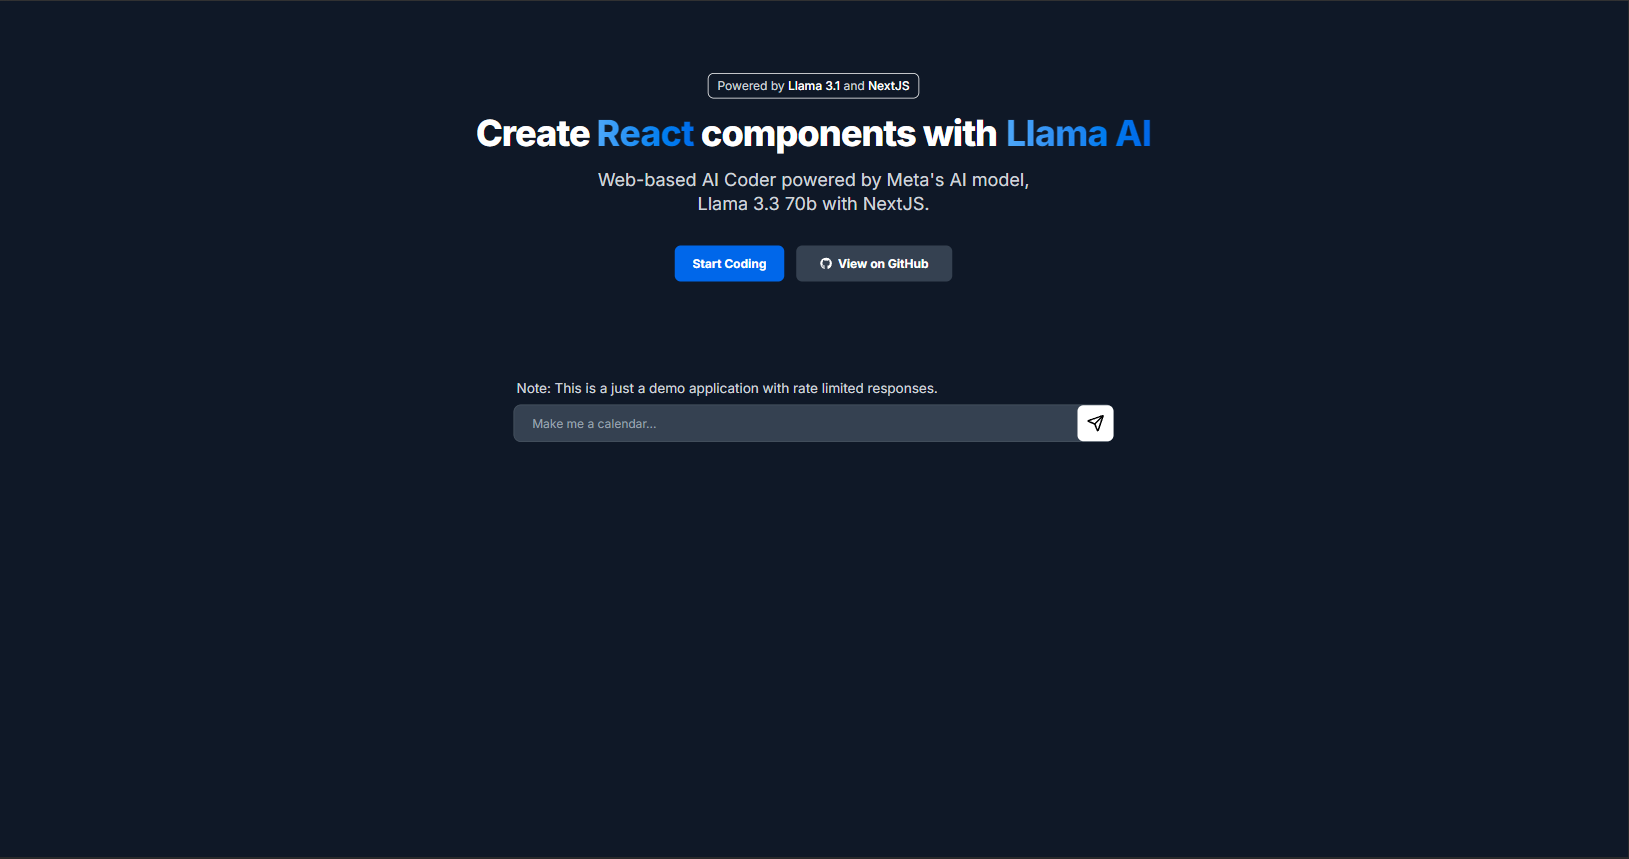 Powered by Llama 3.1 and NextJS
Create React components with Llama AI
Web-based AI Coder powered by Meta's AI model,
Llama 3.3 70b with NextJS.
Start Coding
View on GitHub
Note: This is a just a demo application with rate limited responses.
Make me a calendar...